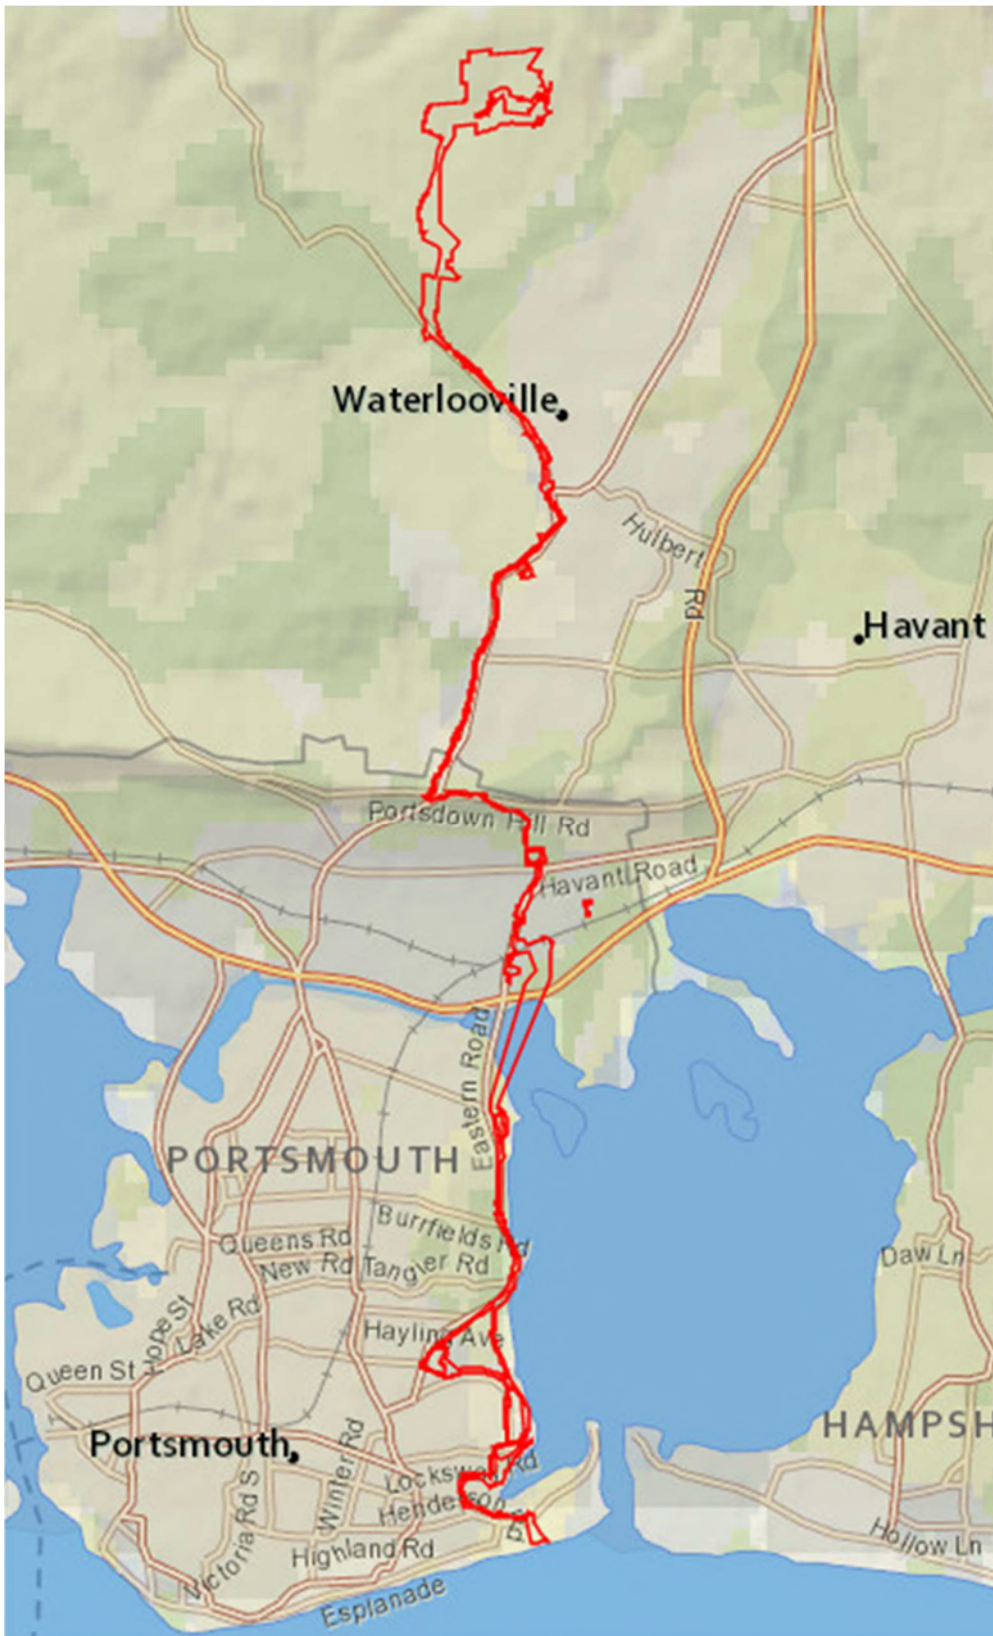 Waterlooville
Hulbert
Rd
Havant
Portsdown Hill Rd
Havant Road
Eastern Road
PORTSMOUTH
Burrfields Rd
Queens Rd
New Rd
Tangier Rd
Daw Ln
Hope St
Lake Rd
Hayling Ave
Queen St
HAMPSH
Portsmouth
Winter Rd
Locksway Rd
Henderson Rd
Victoria Rd S
Highland Rd
Hollow Ln
Esplanade